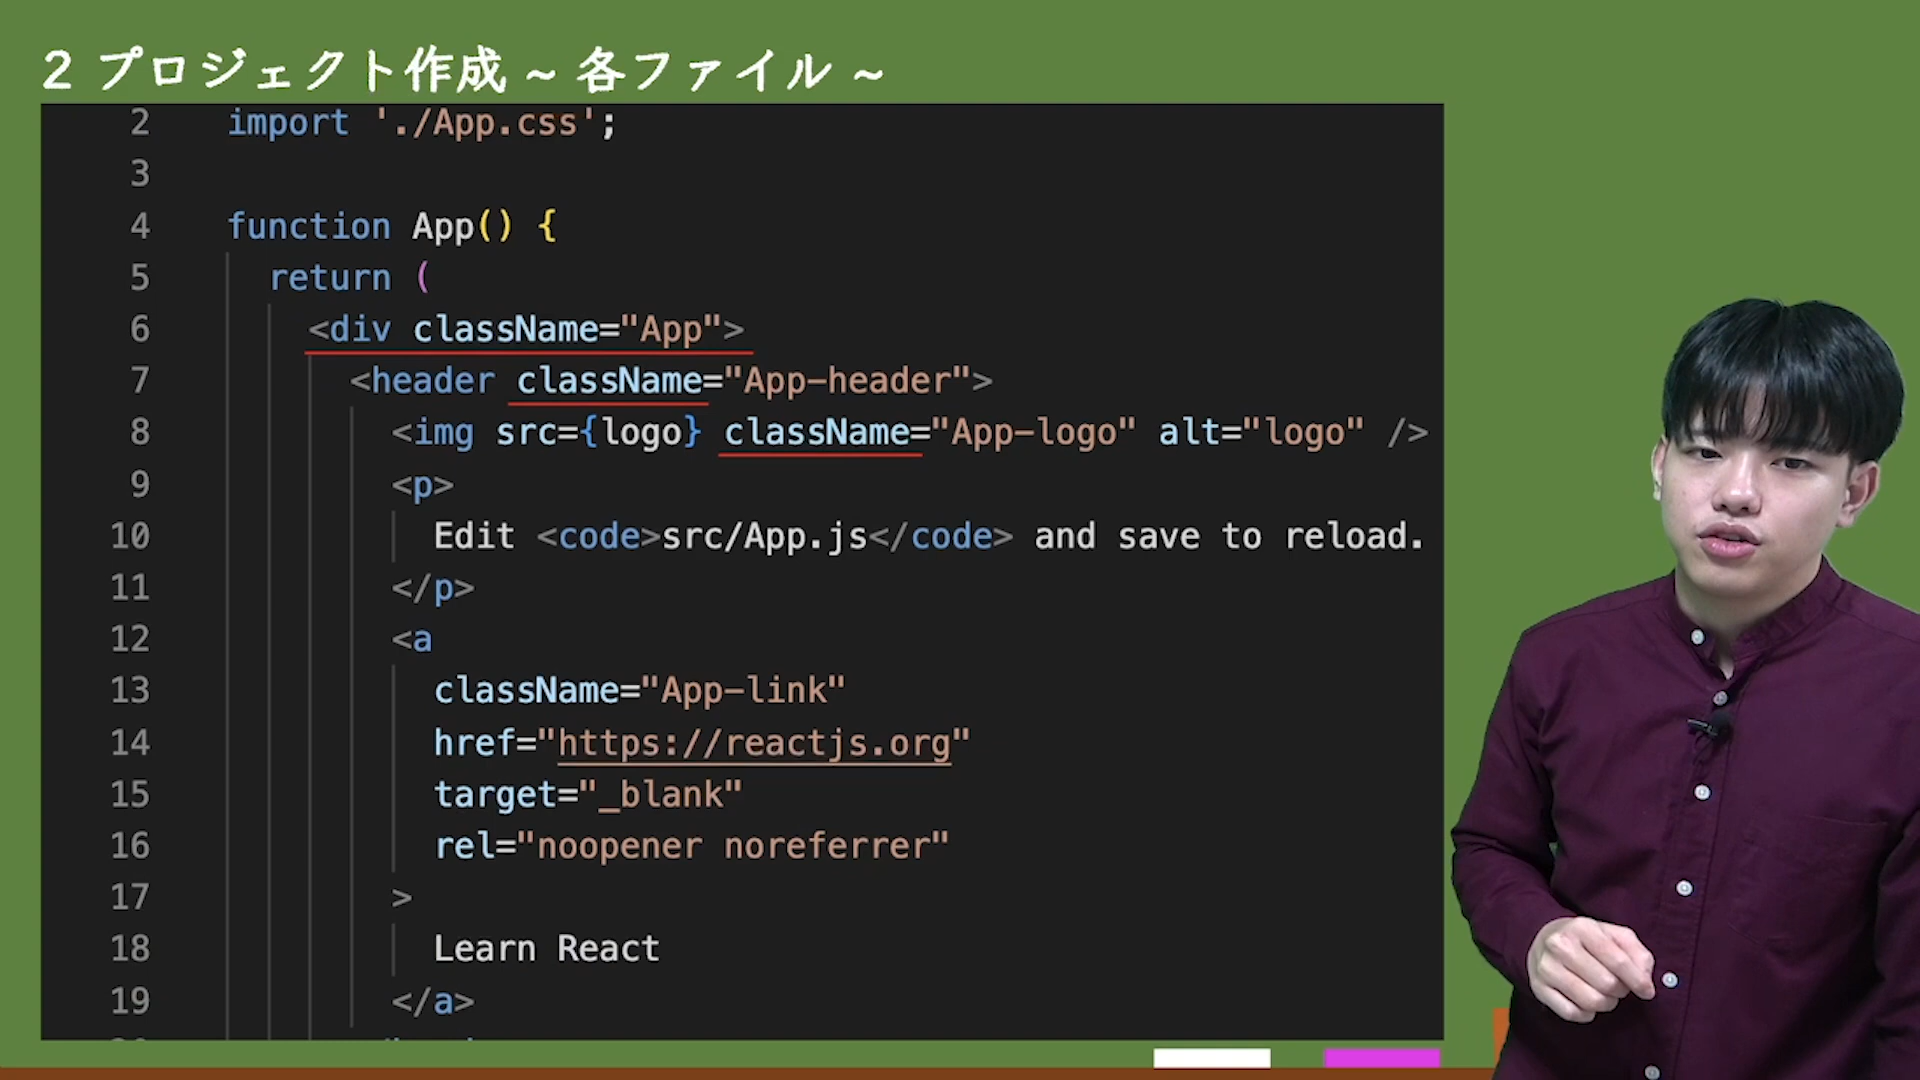 2 プロジェクト作成 ~ 各ファイル ~
2 import './App.css';
3
4 function App() {
5 return (
6 <div className="App">
7 <header className="App-header">
8 <img src={logo} className="App-logo" alt="logo" />
9 <p>
10 Edit <code>src/App.js</code> and save to reload.
11 </p>
12 <a
13 className="App-link"
14 href="https://reactjs.org"
15 target="_blank"
16 rel="noopener noreferrer"
17 >
18 Learn React
19 </a>